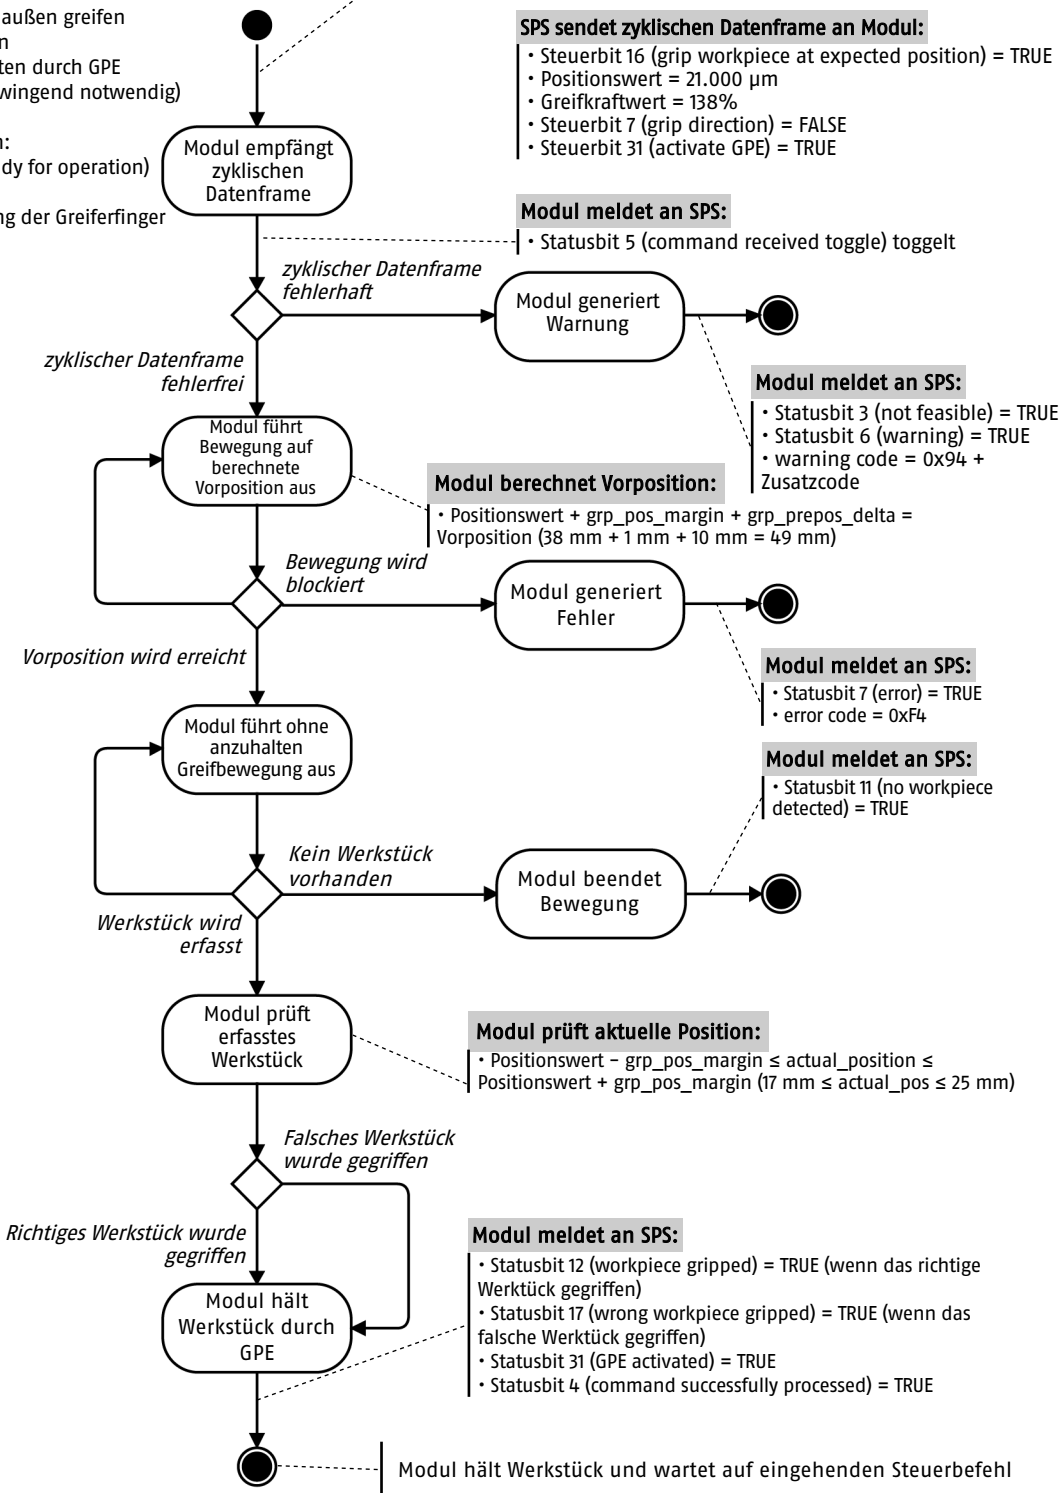 außen greifen
n
ten durch GPE
wingend notwendig)
n:
dy for operation)
ng der Greiferfinger
SPS sendet zyklischen Datenframe an Modul:
• Steuerbit 16 (grip workpiece at expected position) = TRUE
• Positionswert = 21.000 µm
• Greifkraftwert = 138%
• Steuerbit 7 (grip direction) = FALSE
• Steuerbit 31 (activate GPE) = TRUE
Modul empfängt
zyklischen
Datenframe
Modul meldet an SPS:
• Statusbit 5 (command received toggle) toggelt
zyklischer Datenframe
fehlerhaft
Modul generiert
Warnung
zyklischer Datenframe
fehlerfrei
Modul meldet an SPS:
• Statusbit 3 (not feasible) = TRUE
• Statusbit 6 (warning) = TRUE
• warning code = 0x94 +
Zusatzcode
Modul führt
Bewegung auf
berechnete
Vorposition aus
Modul berechnet Vorposition:
• Positionswert + grp_pos_margin + grp_prepos_delta =
Vorposition (38 mm + 1 mm + 10 mm = 49 mm)
Bewegung wird
blockiert
Modul generiert
Fehler
Vorposition wird erreicht
Modul meldet an SPS:
• Statusbit 7 (error) = TRUE
• error code = 0xF4
Modul führt ohne
anzuhalten
Greifbewegung aus
Modul meldet an SPS:
• Statusbit 11 (no workpiece
detected) = TRUE
Kein Werkstück
vorhanden
Modul beendet
Bewegung
Werkstück wird
erfasst
Modul prüft
erfasstes
Werkstück
Modul prüft aktuelle Position:
• Positionswert − grp_pos_margin ≤ actual_position ≤
Positionswert + grp_pos_margin (17 mm ≤ actual_pos ≤ 25 mm)
Falsches Werkstück
wurde gegriffen
Richtiges Werkstück wurde
gegriffen
Modul meldet an SPS:
• Statusbit 12 (workpiece gripped) = TRUE (wenn das richtige
Werktück gegriffen)
• Statusbit 17 (wrong workpiece gripped) = TRUE (wenn das
falsche Werktück gegriffen)
• Statusbit 31 (GPE activated) = TRUE
• Statusbit 4 (command successfully processed) = TRUE
Modul hält
Werkstück durch
GPE
Modul hält Werkstück und wartet auf eingehenden Steuerbefehl